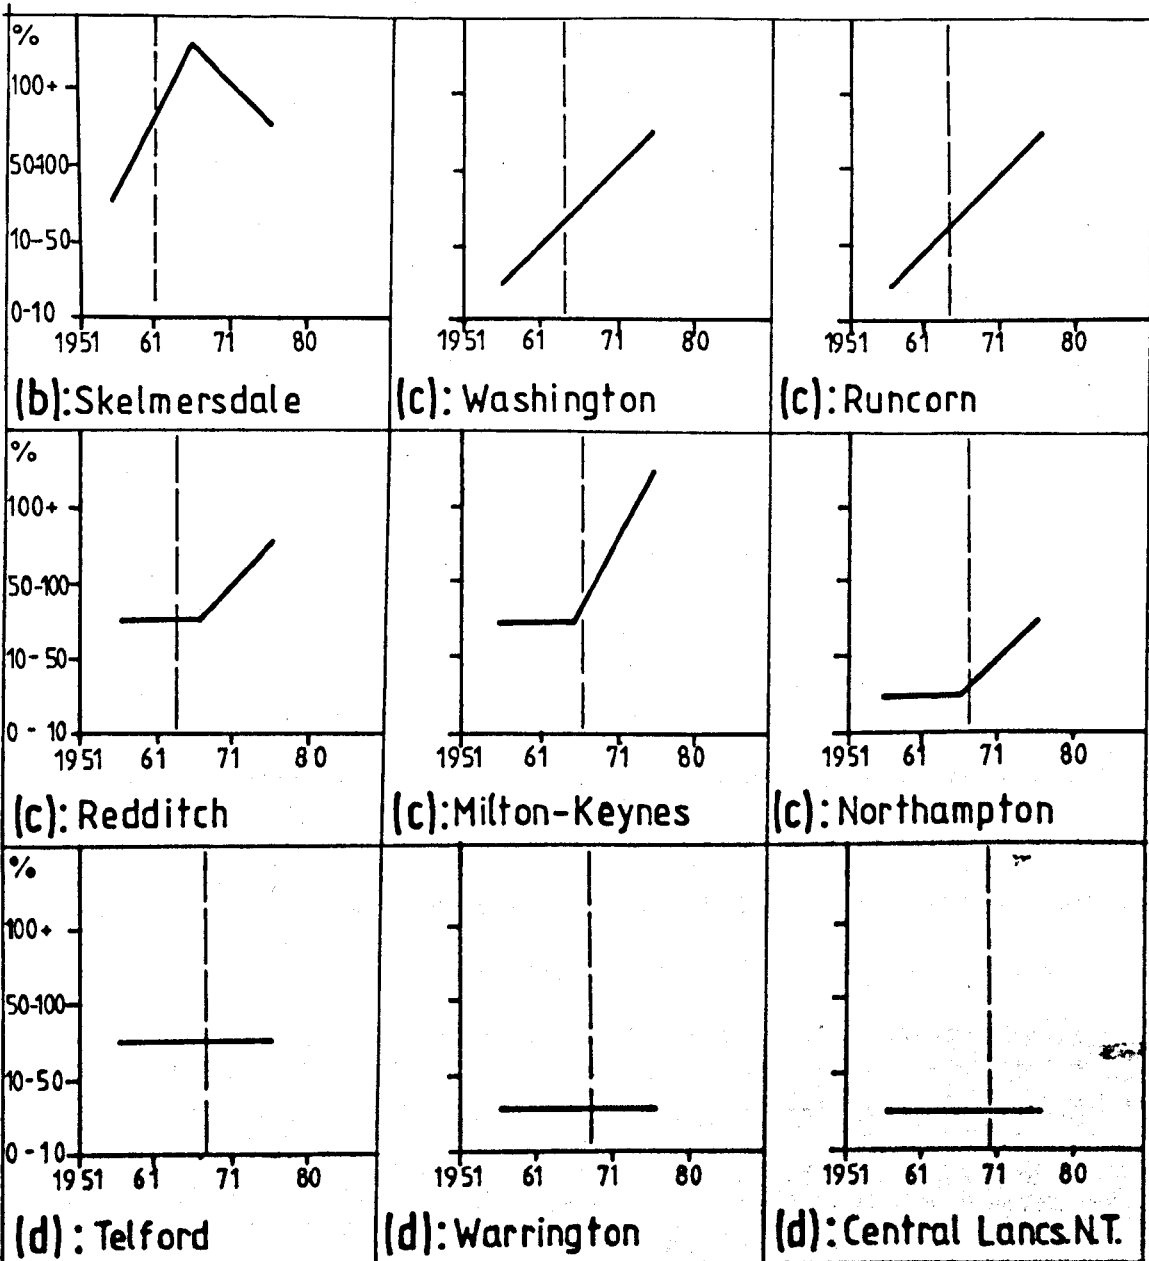 %
100+
50-100
10-50
0-10
1951 61 71 80
1951 61 71 80
1951 61 71 80
(b): Skelmersdale
(c): Washington
(c): Runcorn
%
100+
50-100
10-50
0-10
1951 61 71 80
1951 61 71 80
1951 61 71 80
(c): Redditch
(c): Milton-Keynes
(c): Northampton
%
100+
50-100
10-50
0-10
1951 61 71 80
1951 61 71 80
1951 61 71 80
(d): Telford
(d): Warrington
(d): Central Lancs.N.T.